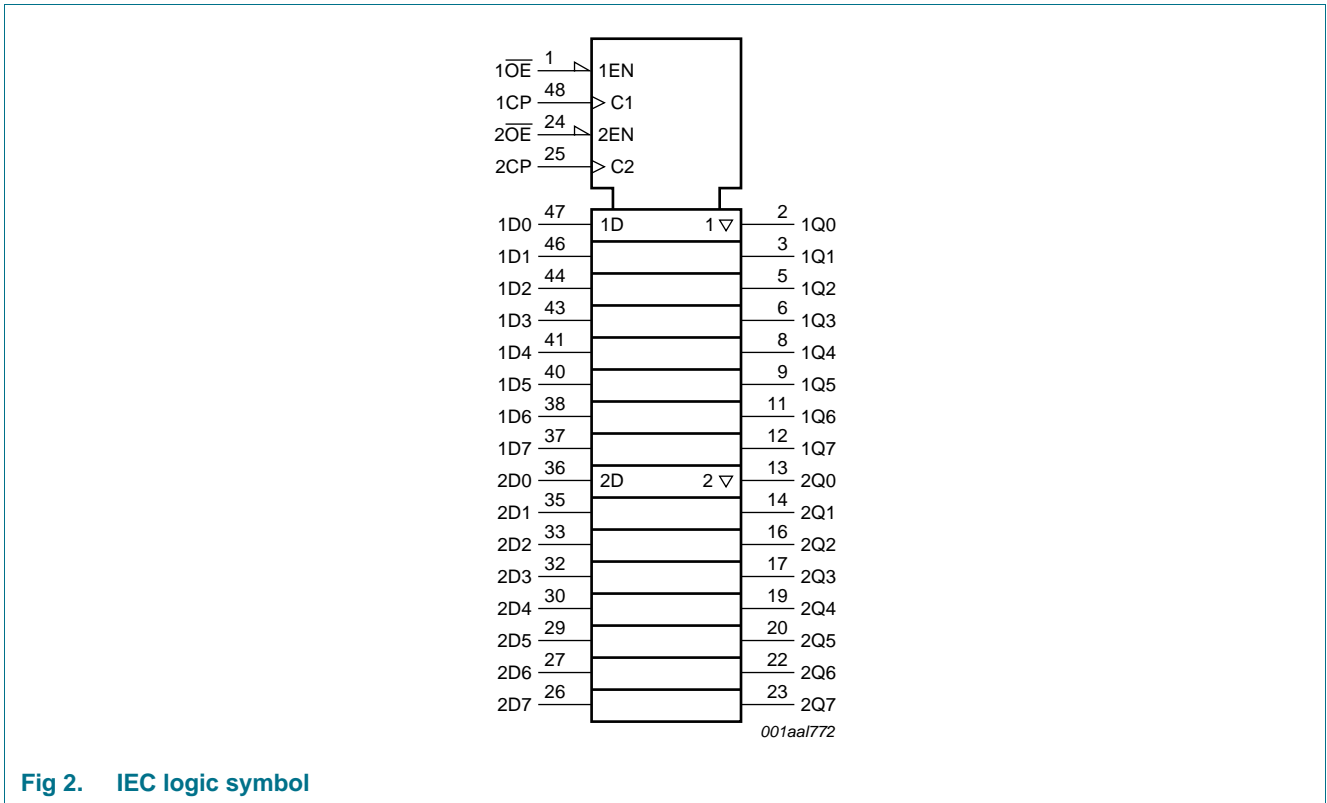 1OE 1 1EN
1CP 48 C1
2OE 24 2EN
2CP 25 C2
1D0 47 1D 1 ▽ 2 1Q0
1D1 46 3 1Q1
1D2 44 5 1Q2
1D3 43 6 1Q3
1D4 41 8 1Q4
1D5 40 9 1Q5
1D6 38 11 1Q6
1D7 37 12 1Q7
2D0 36 2D 2 ▽ 13 2Q0
2D1 35 14 2Q1
2D2 33 16 2Q2
2D3 32 17 2Q3
2D4 30 19 2Q4
2D5 29 20 2Q5
2D6 27 22 2Q6
2D7 26 23 2Q7
001aal772
Fig 2. IEC logic symbol